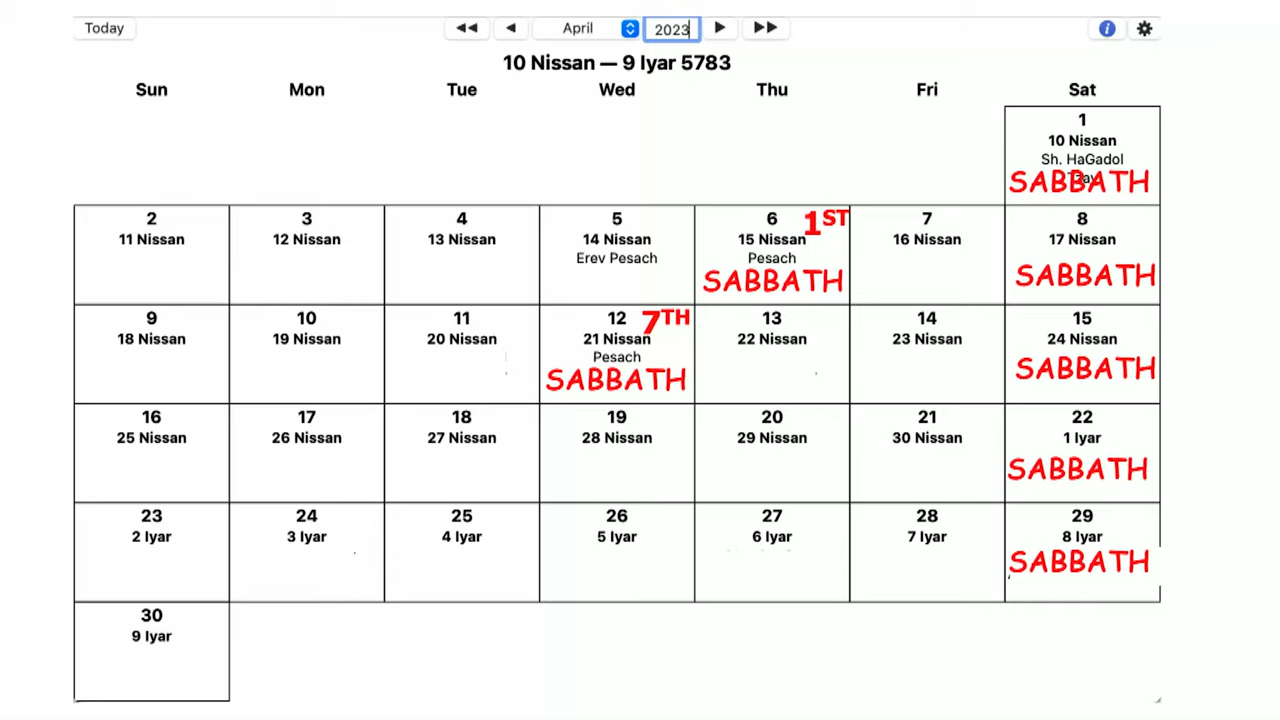 Today
April
2023
10 Nissan — 9 Iyar 5783
Sun Mon Tue Wed Thu Fri Sat
1
10 Nissan
Sh. HaGadol
SABBATH
2 3 4 5 6 1ST 7 8
11 Nissan 12 Nissan 13 Nissan 14 Nissan 15 Nissan 16 Nissan 17 Nissan
Erev Pesach Pesach
SABBATH SABBATH
9 10 11 12 7TH 13 14 15
18 Nissan 19 Nissan 20 Nissan 21 Nissan 22 Nissan 23 Nissan 24 Nissan
Pesach
SABBATH SABBATH
16 17 18 19 20 21 22
25 Nissan 26 Nissan 27 Nissan 28 Nissan 29 Nissan 30 Nissan 1 Iyar
SABBATH
23 24 25 26 27 28 29
2 Iyar 3 Iyar 4 Iyar 5 Iyar 6 Iyar 7 Iyar 8 Iyar
SABBATH
30
9 Iyar